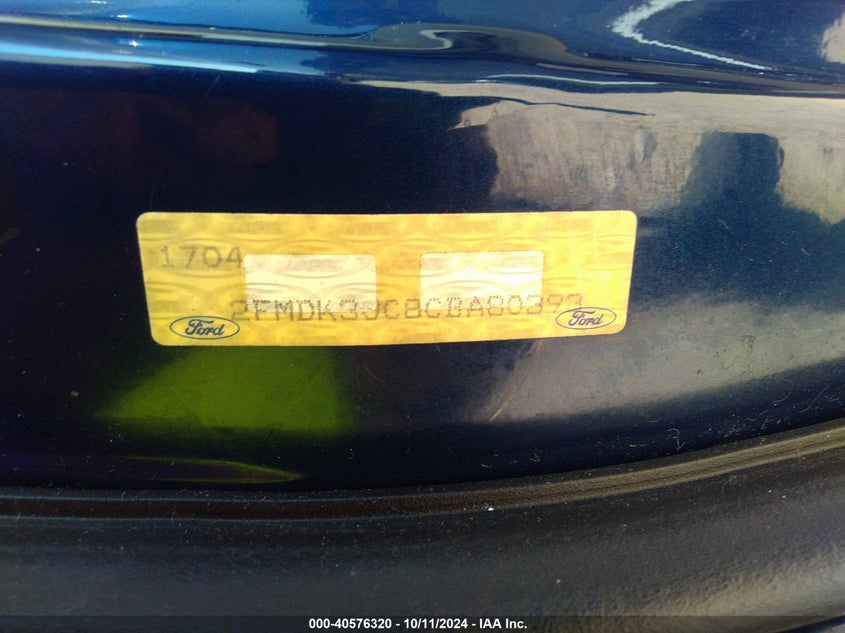 1704
2FMDK3JC8CBA80393
Ford Ford
000-40576320 - 10/11/2024 - IAA Inc.